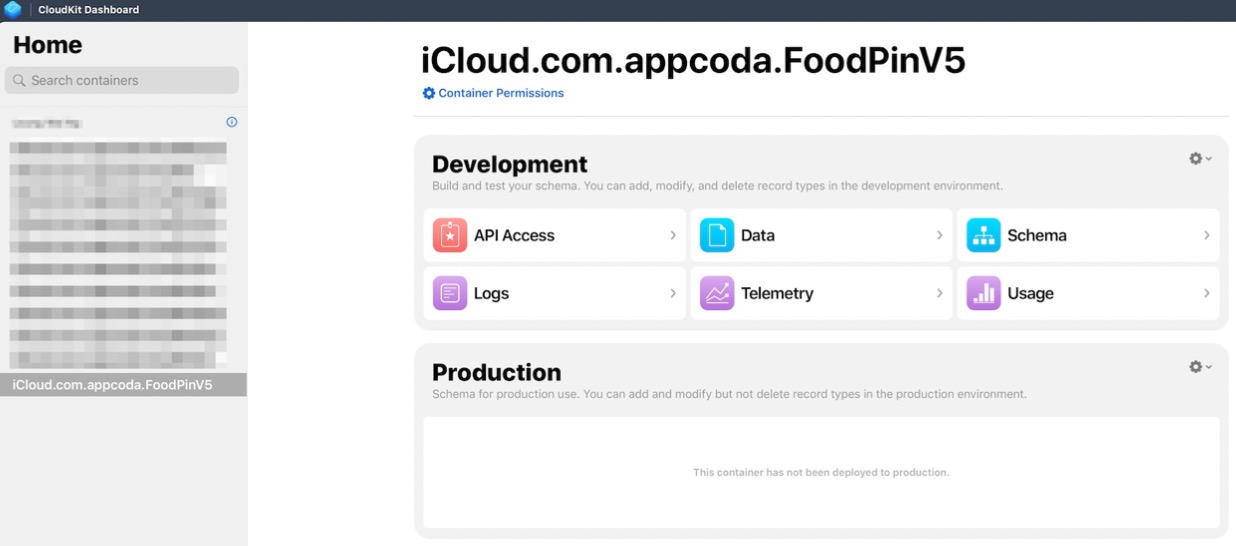 CloudKit Dashboard
Home
Search containers
iCloud.com.appcoda.FoodPinV5
iCloud.com.appcoda.FoodPinV5
Container Permissions
Development
Build and test your schema. You can add, modify, and delete record types in the development environment.
API Access
Data
Schema
Logs
Telemetry
Usage
Production
Schema for production use. You can add and modify but not delete record types in the production environment.
This container has not been deployed to production.